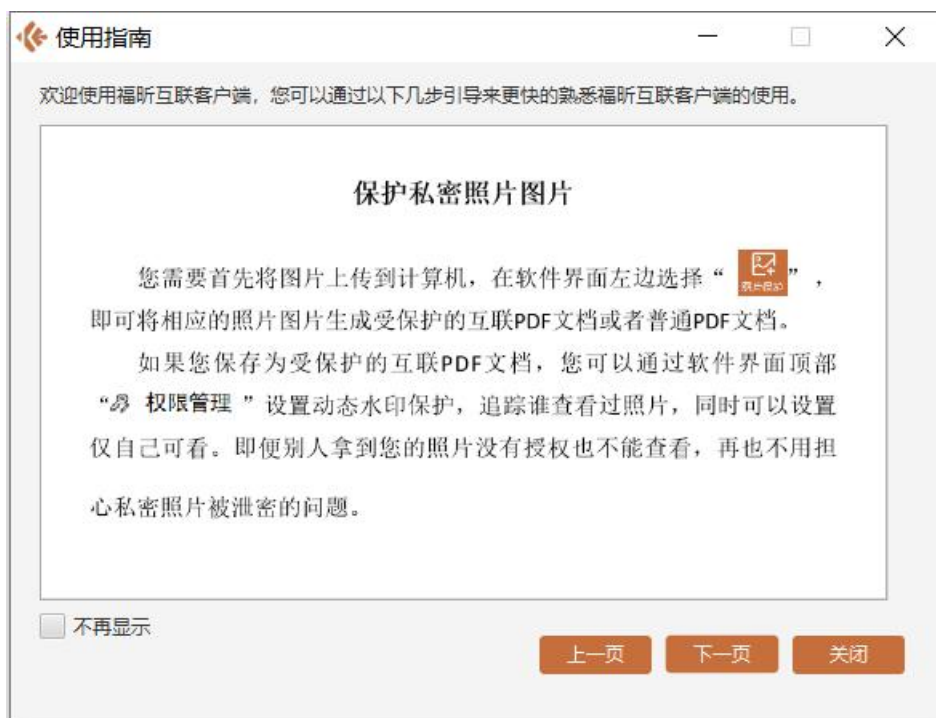 使用指南
欢迎使用福昕互联客户端，您可以通过以下几步引导来更快的熟悉福昕互联客户端的使用。
保护私密照片图片
您需要首先将图片上传到计算机，在软件界面左边选择“照片保护”，
即可将相应的照片图片生成受保护的互联PDF文档或者普通PDF文档。
如果您保存为受保护的互联PDF文档，您可以通过软件界面顶部
“权限管理”设置动态水印保护，追踪谁查看过照片，同时可以设置
仅自己可看。即便别人拿到您的照片没有授权也不能查看，再也不用担
心私密照片被泄密的问题。
不再显示
上一页 下一页 关闭